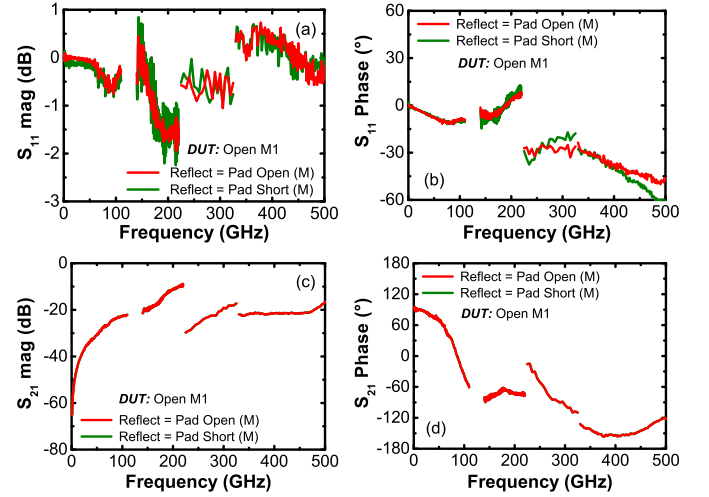 1
0
-1
-2
-3
S11 mag (dB)
(a)
DUT: Open M1
Reflect = Pad Open (M)
Reflect = Pad Short (M)
0 100 200 300 400 500
Frequency (GHz)
60
30
0
-30
-60
S11 Phase (°)
Reflect = Pad Open (M)
Reflect = Pad Short (M)
DUT: Open M1
(b)
0 100 200 300 400 500
Frequency (GHz)
0
-20
-40
-60
-80
S21 mag (dB)
(c)
DUT: Open M1
Reflect = Pad Open (M)
Reflect = Pad Short (M)
0 100 200 300 400 500
Frequency (GHz)
180
120
60
0
-60
-120
-180
S21 Phase (°)
Reflect = Pad Open (M)
Reflect = Pad Short (M)
DUT: Open M1
(d)
0 100 200 300 400 500
Frequency (GHz)